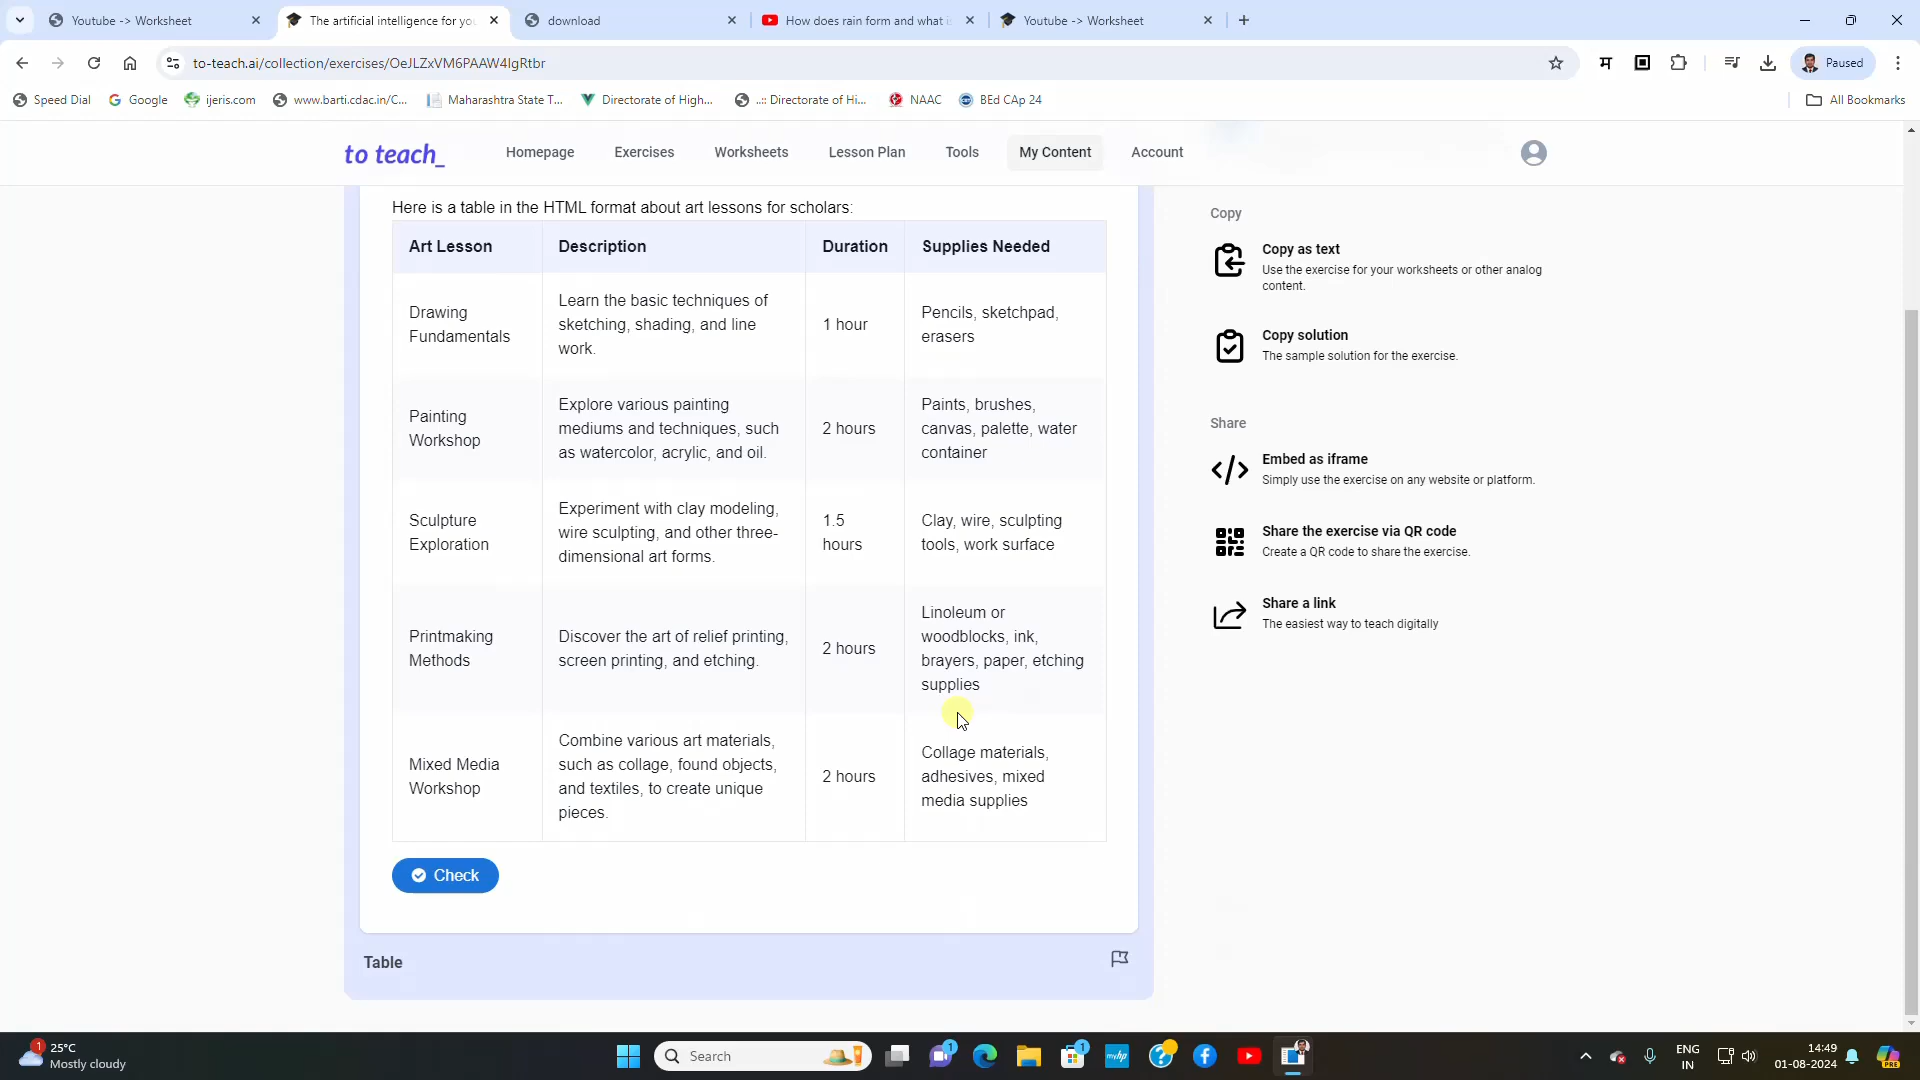 Youtube -> Worksheet
The artificial intelligence for you
download
How does rain form and what i
Youtube -> Worksheet
to-teach.ai/collection/exercises/OeJLZxVM6PAAW4lgRtbr
म
Paused
Speed Dial
Google
ijeris.com
www.barti.cdac.in/C...
Maharashtra State T...
Directorate of High...
..:: Directorate of Hi...
NAAC
BEd CAp 24
All Bookmarks
to teach_
Homepage
Exercises
Worksheets
Lesson Plan
Tools
My Content
Account
Here is a table in the HTML format about art lessons for scholars:
Art Lesson
Description
Duration
Supplies Needed
Drawing
Fundamentals
Learn the basic techniques of
sketching, shading, and line
work.
1 hour
Pencils, sketchpad,
erasers
Painting
Workshop
Explore various painting
mediums and techniques, such
as watercolor, acrylic, and oil.
2 hours
Paints, brushes,
canvas, palette, water
container
Sculpture
Exploration
Experiment with clay modeling,
wire sculpting, and other three-
dimensional art forms.
1.5
hours
Clay, wire, sculpting
tools, work surface
Printmaking
Methods
Discover the art of relief printing,
screen printing, and etching.
2 hours
Linoleum or
woodblocks, ink,
brayers, paper, etching
supplies
Mixed Media
Workshop
Combine various art materials,
such as collage, found objects,
and textiles, to create unique
pieces.
2 hours
Collage materials,
adhesives, mixed
media supplies
Check
Table
Copy
Copy as text
Use the exercise for your worksheets or other analog
content.
Copy solution
The sample solution for the exercise.
Share
Embed as iframe
Simply use the exercise on any website or platform.
Share the exercise via QR code
Create a QR code to share the exercise.
Share a link
The easiest way to teach digitally
1
25°C
Mostly cloudy
Search
1
1
myhp
ENG
IN
14:49
01-08-2024
PRE